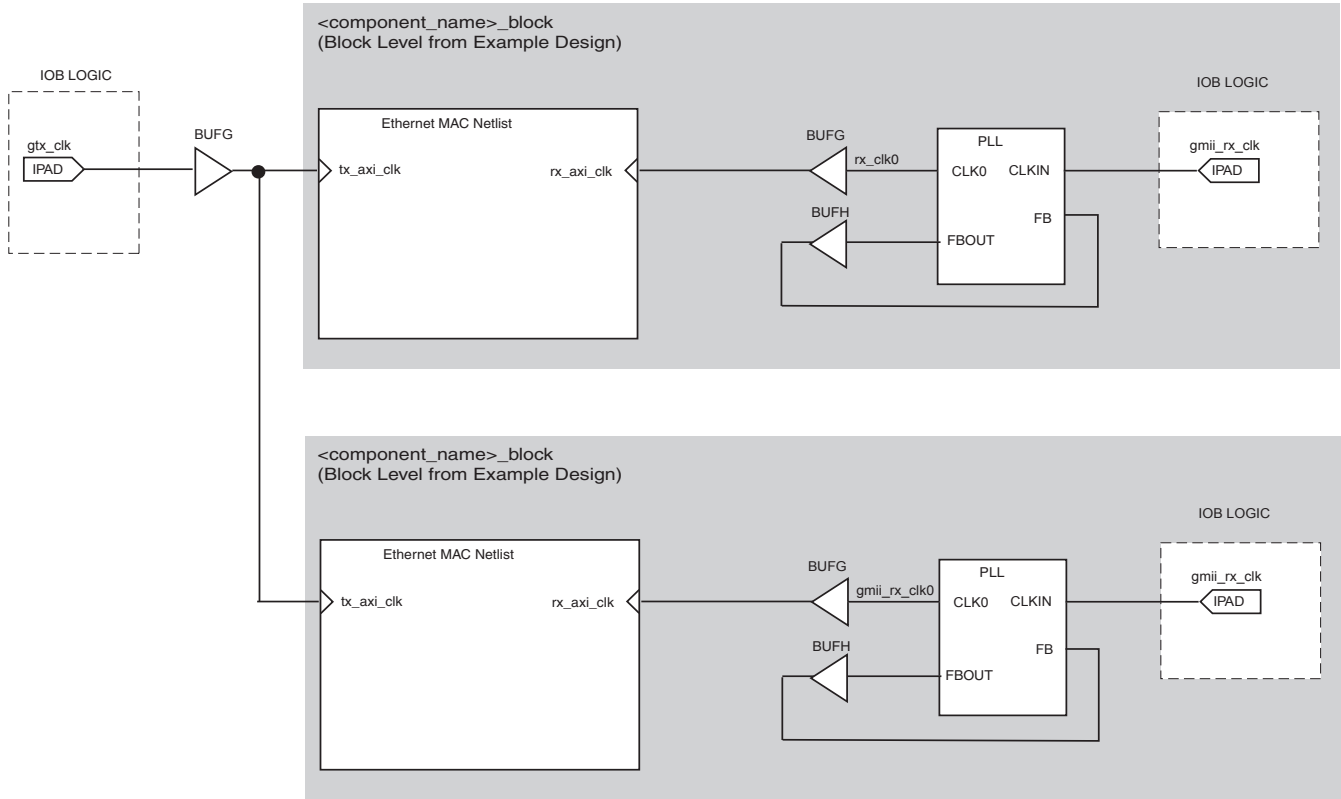 <component_name>_block
(Block Level from Example Design)
IOB LOGIC
gtx_clk
IPAD
BUFG
Ethernet MAC Netlist
tx_axi_clk
rx_axi_clk
BUFG
rx_clk0
BUFH
PLL
CLK0
CLKIN
FB
FBOUT
IOB LOGIC
gmii_rx_clk
IPAD
<component_name>_block
(Block Level from Example Design)
Ethernet MAC Netlist
tx_axi_clk
rx_axi_clk
BUFG
gmii_rx_clk0
BUFH
PLL
CLK0
CLKIN
FB
FBOUT
IOB LOGIC
gmii_rx_clk
IPAD